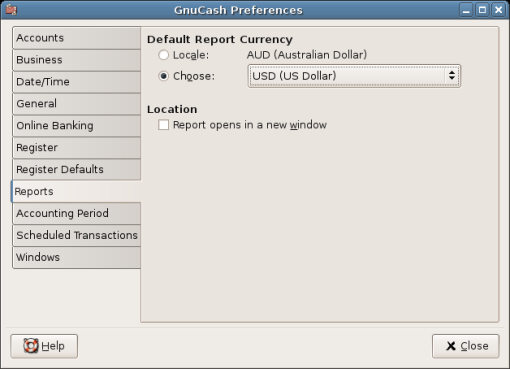 GnuCash Preferences
Accounts
Business
Date/Time
General
Online Banking
Register
Register Defaults
Reports
Accounting Period
Scheduled Transactions
Windows
Default Report Currency
Locale: AUD (Australian Dollar)
Choose: USD (US Dollar)
Location
Report opens in a new window
Help
Close